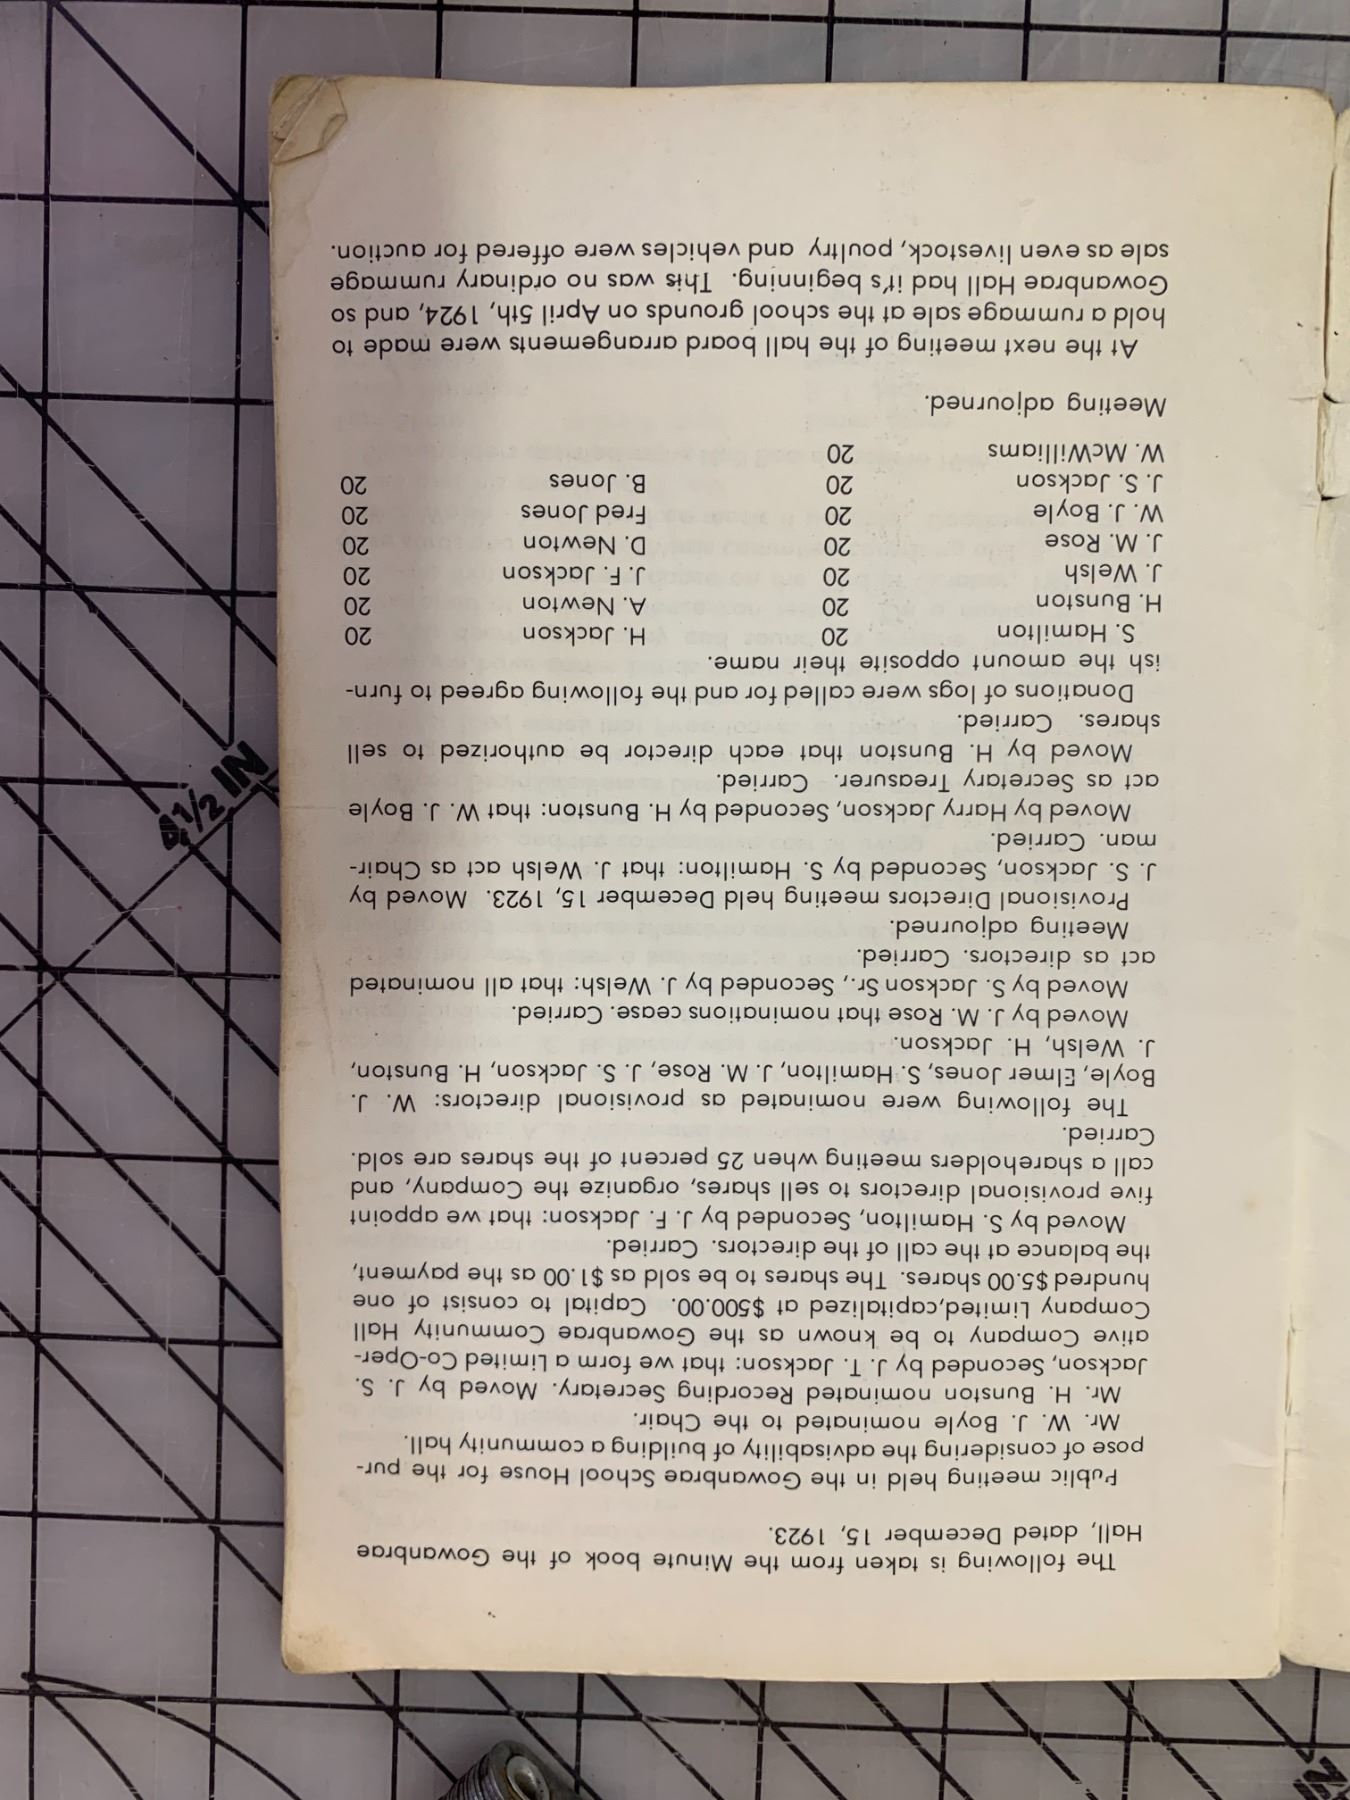 The following is taken from the Minute book of the Gowanbrae
Hall, dated December 15, 1923.
Public meeting held in the Gowanbrae School House for the pur-
pose of considering the advisability of building a community hall.
Mr. W. J. Boyle nominated to the Chair.
Mr. H. Bunston nominated Recording Secretary. Moved by J. S.
Jackson, Seconded by J. T. Jackson: that we form a Limited Co-Oper-
ative Company to be known as the Gowanbrae Community Hall
Company Limited,capitalized at $500.00. Capital to consist of one
hundred $5.00 shares. The shares to be sold as $1.00 as the payment,
the balance at the call of the directors. Carried.
Moved by S. Hamilton, Seconded by J. F. Jackson: that we appoint
five provisional directors to sell shares, organize the Company, and
call a shareholders meeting when 25 percent of the shares are sold.
Carried.
The following were nominated as provisional directors: W. J.
Boyle, Elmer Jones, S. Hamilton, J. M. Rose, J. S. Jackson, H. Bunston,
J. Welsh, H. Jackson.
Moved by J. M. Rose that nominations cease. Carried.
Moved by S. Jackson Sr., Seconded by J. Welsh: that all nominated
act as directors. Carried.
Meeting adjourned.
Provisional Directors meeting held December 15, 1923. Moved by
J. S. Jackson, Seconded by S. Hamilton: that J. Welsh act as Chair-
man. Carried.
Moved by Harry Jackson, Seconded by H. Bunston: that W. J. Boyle
act as Secretary Treasurer. Carried.
Moved by H. Bunston that each director be authorized to sell
shares. Carried.
Donations of logs were called for and the following agreed to furn-
ish the amount opposite their name.
S. Hamilton 20 H. Jackson 20
H. Bunston 20 A. Newton 20
J. Welsh 20 J. F. Jackson 20
J. M. Rose 20 D. Newton 20
W. J. Boyle 20 Fred Jones 20
J. S. Jackson 20 B. Jones 20
W. McWilliams 20
Meeting adjourned.
At the next meeting of the hall board arrangements were made to
hold a rummage sale at the school grounds on April 5th, 1924, and so
Gowanbrae Hall had it's beginning. This was no ordinary rummage
sale as even livestock, poultry and vehicles were offered for auction.
4½ IN